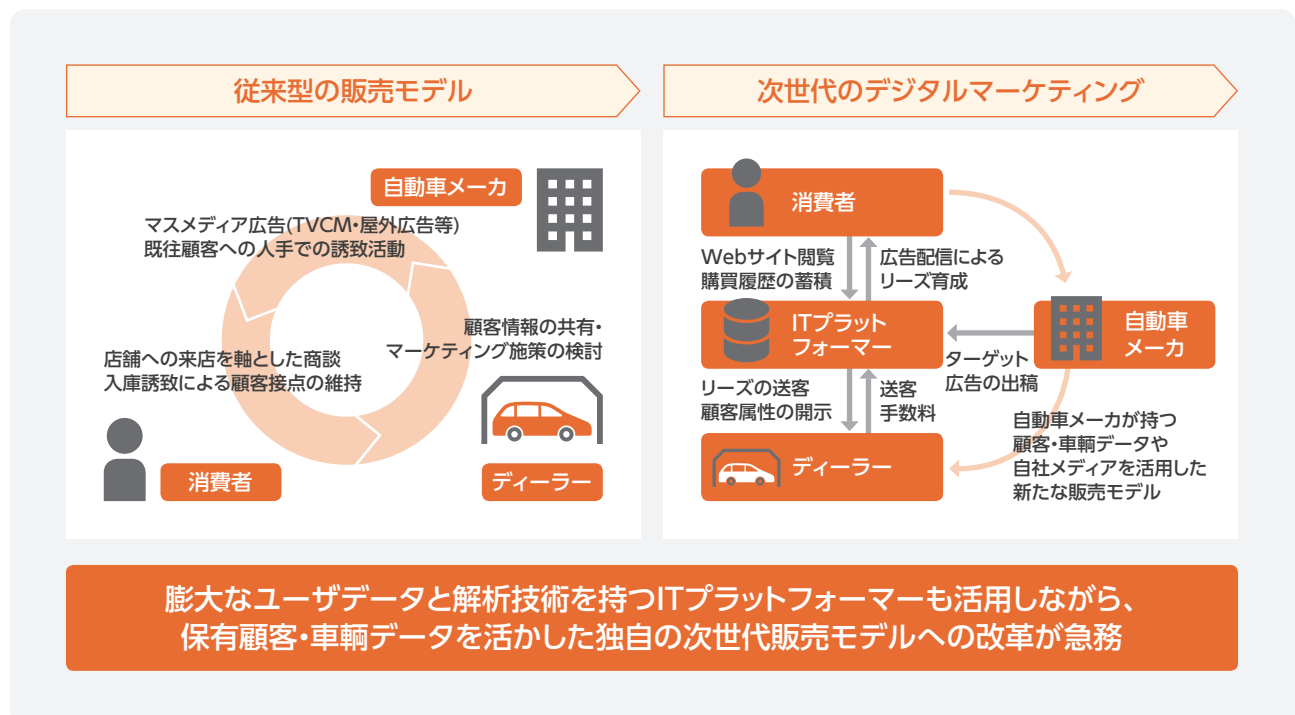 従来型の販売モデル
自動車メーカ
マスメディア広告(TVCM・屋外広告等)
既往顧客への人手での誘致活動
顧客情報の共有・
マーケティング施策の検討
店舗への来店を軸とした商談
入庫誘致による顧客接点の維持
消費者
ディーラー
次世代のデジタルマーケティング
消費者
Webサイト閲覧
購買履歴の蓄積
広告配信による
リーズ育成
ITプラット
フォーマー
自動車
メーカ
ターゲット
広告の出稿
リーズの送客
顧客属性の開示
送客
手数料
自動車メーカが持つ
顧客・車輌データや
自社メディアを活用した
新たな販売モデル
ディーラー
膨大なユーザデータと解析技術を持つITプラットフォーマーも活用しながら、
保有顧客・車輌データを活かした独自の次世代販売モデルへの改革が急務